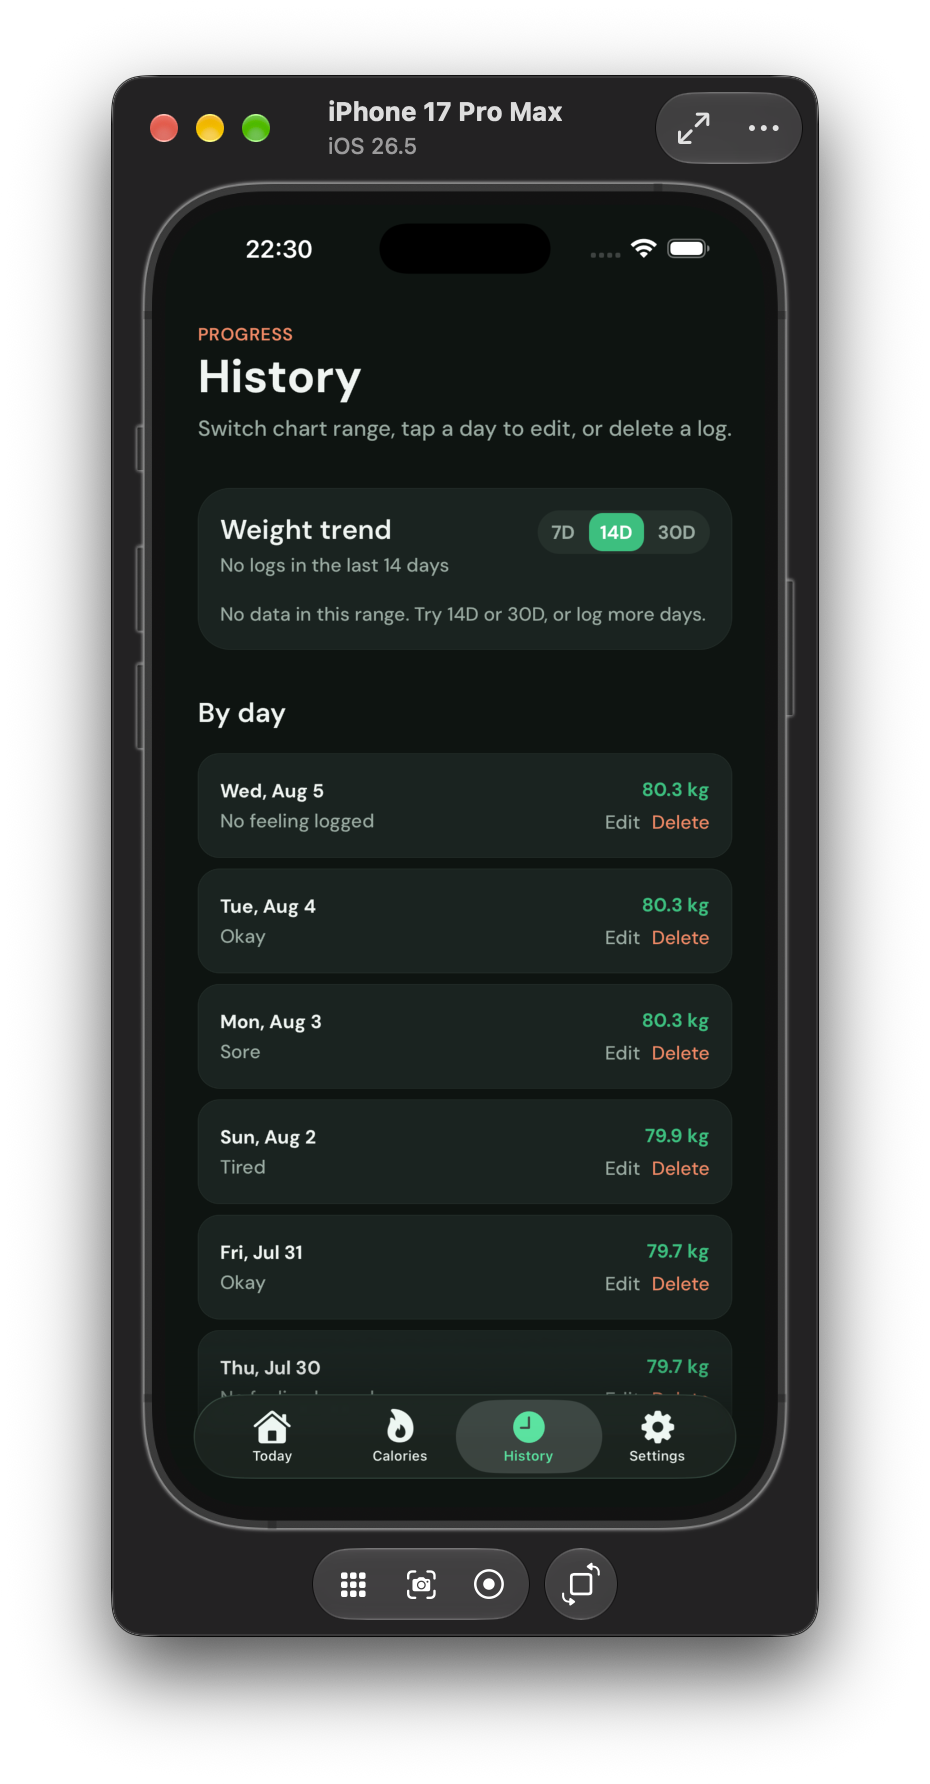 iPhone 17 Pro Max
iOS 26.5
22:30
PROGRESS
History
Switch chart range, tap a day to edit, or delete a log.
Weight trend
7D 14D 30D
No logs in the last 14 days
No data in this range. Try 14D or 30D, or log more days.
By day
Wed, Aug 5 80.3 kg
No feeling logged Edit Delete
Tue, Aug 4 80.3 kg
Okay Edit Delete
Mon, Aug 3 80.3 kg
Sore Edit Delete
Sun, Aug 2 79.9 kg
Tired Edit Delete
Fri, Jul 31 79.7 kg
Okay Edit Delete
Thu, Jul 30 79.7 kg
Today Calories History Settings